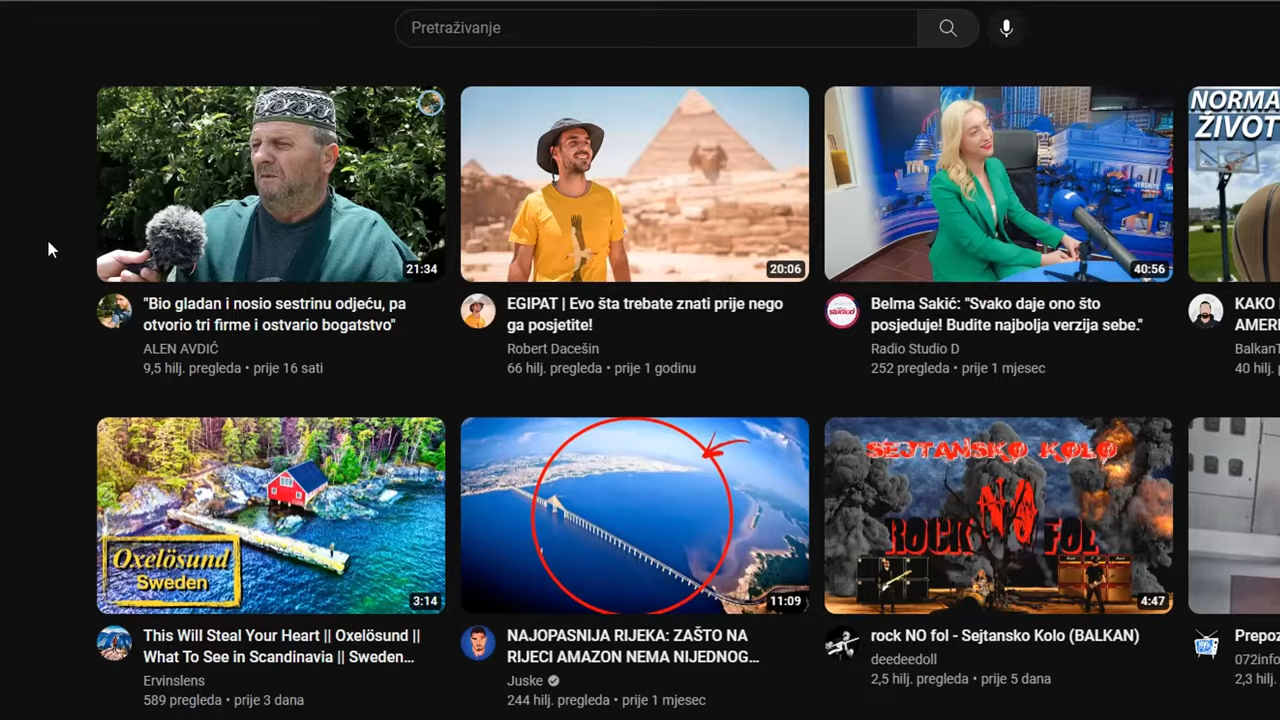 Pretraživanje
NORMA
ŽIVOT
21:34
20:06
40:56
"Bio gladan i nosio sestrinu odjeću, pa
otvorio tri firme i ostvario bogatstvo"
ALEN AVDIĆ
9,5 hilj. pregleda • prije 16 sati
EGIPAT | Evo šta trebate znati prije nego
ga posjetite!
Robert Dacešin
66 hilj. pregleda • prije 1 godinu
studiod
Belma Sakić: "Svako daje ono što
posjeduje! Budite najbolja verzija sebe."
Radio Studio D
252 pregleda • prije 1 mjesec
KAKO
AMERI
BalkanT
40 hilj. p
Oxelösund
Sweden
3:14
11:09
SEJTANSKO KOLO
ROCK NO FOL
4:47
This Will Steal Your Heart || Oxelösund ||
What To See in Scandinavia || Sweden...
Ervinslens
589 pregleda • prije 3 dana
NAJOPASNIJA RIJEKA: ZAŠTO NA
RIJECI AMAZON NEMA NIJEDNOG...
Juske
244 hilj. pregleda • prije 1 mjesec
rock NO fol - Sejtansko Kolo (BALKAN)
deedeedoll
2,5 hilj. pregleda • prije 5 dana
Prepoz
072info
2,3 hilj.